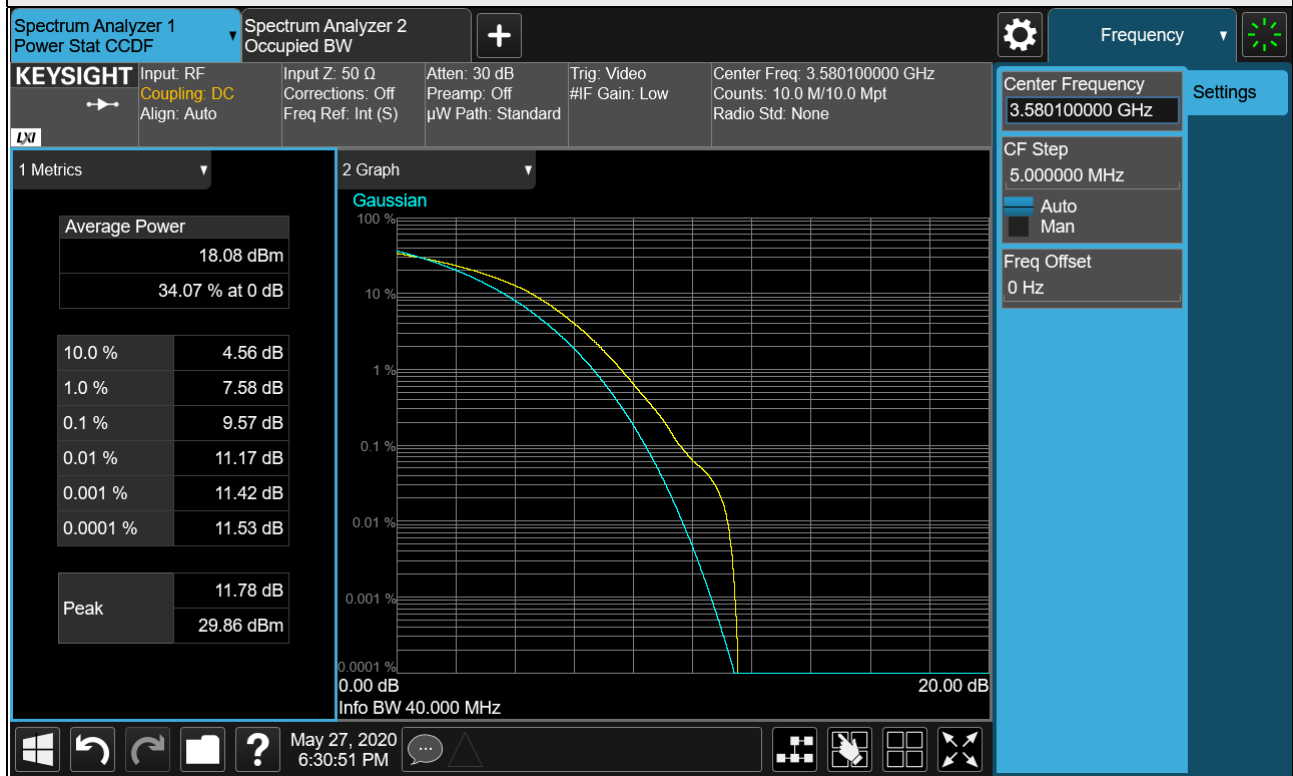 Spectrum Analyzer 1
Power Stat CCDF
Spectrum Analyzer 2
Occupied BW
Frequency
KEYSIGHT
LXI
Input: RF
Coupling: DC
Align: Auto
Input Z: 50 Ω
Corrections: Off
Freq Ref: Int (S)
Atten: 30 dB
Preamp: Off
µW Path: Standard
Trig: Video
#IF Gain: Low
Center Freq: 3.580100000 GHz
Counts: 10.0 M/10.0 Mpt
Radio Std: None
1 Metrics
Average Power
18.08 dBm
34.07 % at 0 dB
10.0 % 4.56 dB
1.0 % 7.58 dB
0.1 % 9.57 dB
0.01 % 11.17 dB
0.001 % 11.42 dB
0.0001 % 11.53 dB
Peak
11.78 dB
29.86 dBm
2 Graph
Gaussian
100 %
10 %
1 %
0.1 %
0.01 %
0.001 %
0.0001 %
0.00 dB
20.00 dB
Info BW 40.000 MHz
Center Frequency
3.580100000 GHz
Settings
CF Step
5.000000 MHz
Auto
Man
Freq Offset
0 Hz
?
May 27, 2020
6:30:51 PM